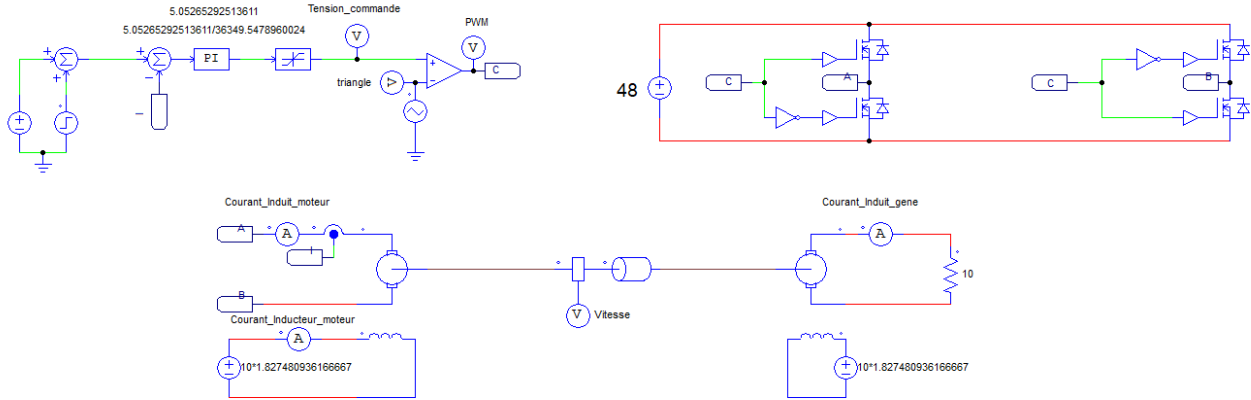 5.05265292513611
5.05265292513611/36349.5478960024
Tension_commande
V
PWM
V
PI
triangle
V
C
48
C
A
C
B
Courant_Induit_moteur
A
A
I
B
Courant_Inducteur_moteur
A
10*1.827480936166667
V
Vitesse
Courant_Induit_gene
A
10
10*1.827480936166667